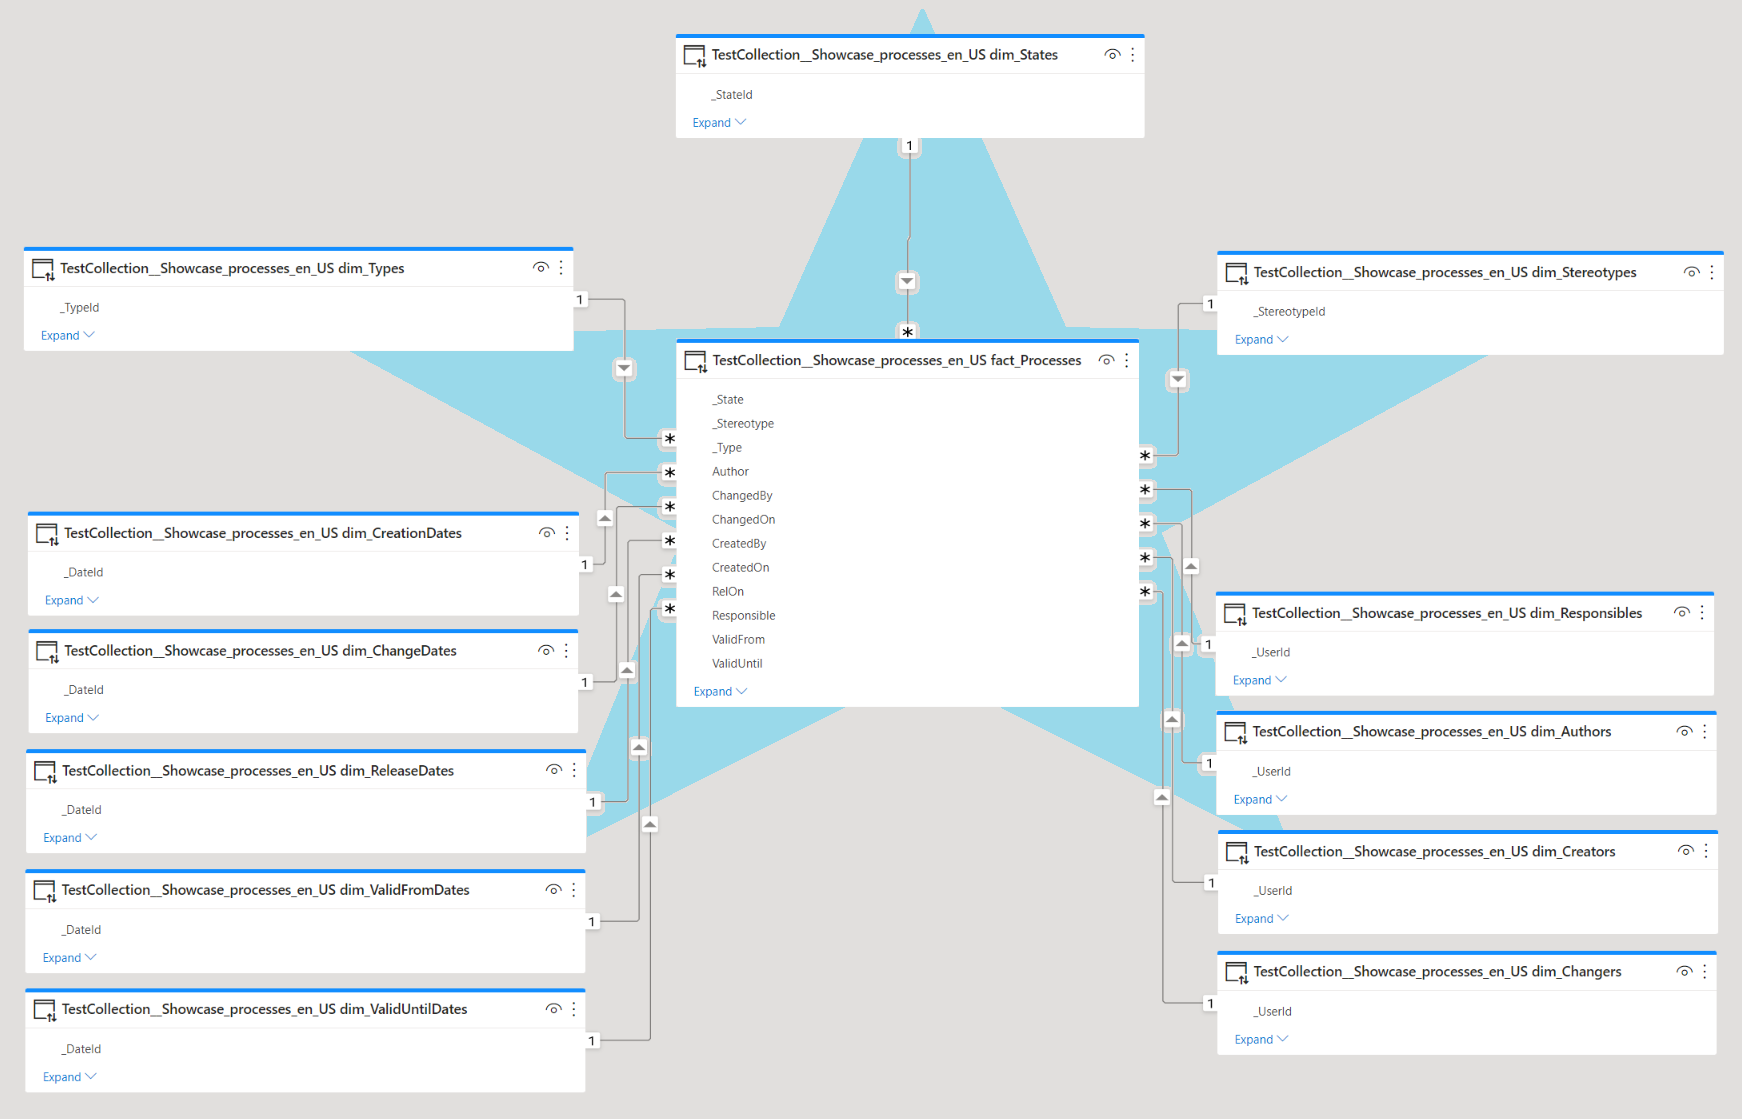 TestCollection__Showcase_processes_en_US dim_States
_StateId
Expand
1
*
TestCollection__Showcase_processes_en_US dim_Types
_TypeId
Expand
1
*
TestCollection__Showcase_processes_en_US dim_Stereotypes
_StereotypeId
Expand
1
*
TestCollection__Showcase_processes_en_US fact_Processes
_State
_Stereotype
_Type
Author
ChangedBy
ChangedOn
CreatedBy
CreatedOn
RelOn
Responsible
ValidFrom
ValidUntil
Expand
*
*
*
*
*
*
*
*
*
TestCollection__Showcase_processes_en_US dim_CreationDates
_DateId
Expand
1
TestCollection__Showcase_processes_en_US dim_ChangeDates
_DateId
Expand
1
TestCollection__Showcase_processes_en_US dim_ReleaseDates
_DateId
Expand
1
TestCollection__Showcase_processes_en_US dim_ValidFromDates
_DateId
Expand
1
TestCollection__Showcase_processes_en_US dim_ValidUntilDates
_DateId
Expand
1
TestCollection__Showcase_processes_en_US dim_Responsibles
_UserId
Expand
1
TestCollection__Showcase_processes_en_US dim_Authors
_UserId
Expand
1
TestCollection__Showcase_processes_en_US dim_Creators
_UserId
Expand
1
TestCollection__Showcase_processes_en_US dim_Changers
_UserId
Expand
1